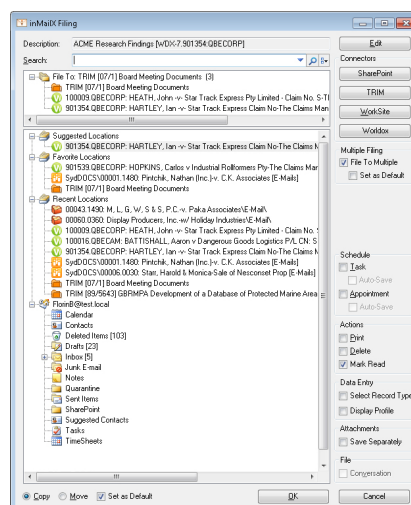 inMailX Filing
Description: ACME Research Findings [WDX-7.901354:QBECORP]
Search:
File To: TRIM [07/1] Board Meeting Documents (3)
TRIM [07/1] Board Meeting Documents
100009.QBECORP: HEATH, John -v- Star Track Express Pty Limited - Claim No. S-TI
901354.QBECORP: HARTLEY, Ian -v- Star Track Express Claim No-The Claims Man
Suggested Locations
901354.QBECORP: HARTLEY, Ian -v- Star Track Express Claim No-The Claims M
Favorite Locations
901539.QBECORP: HOPKINS, Carlos v Industrial Rollformers Pty-The Claims Mar
SydDOCS\00001.1480: Pintchik, Nathan (Inc.)-v. C.K. Associates [E-Mails]
TRIM [07/1] Board Meeting Documents
Recent Locations
00043.1490: M, L, G, W, S & S, P.C.-v. Paka Associates\E-Mail\
00060.0360: Display Producers, Inc.-w/ Holiday Industries\E-Mail\
100009.QBECORP: HEATH, John -v- Star Track Express Pty Limited - Claim No. S
100016.QBECAM: BATTISHALL, Aaron v Dangerous Goods Logistics P/L CN: S
901354.QBECORP: HARTLEY, Ian -v- Star Track Express Claim No-The Claims M
SydDOCS\00001.1480: Pintchik, Nathan (Inc.)-v. C.K. Associates [E-Mails]
SydDOCS\00006.0030: Starr, Harold & Monica-Sale of Nesconset Prop [E-Mails]
TRIM [07/1] Board Meeting Documents
TRIM [89/5643] GBRMPA Development of a Database of Protected Marine Area
FlorinB@test.local
Calendar
Contacts
Deleted Items [103]
Drafts [23]
Inbox [5]
Junk E-mail
Notes
Quarantine
Sent Items
SharePoint
Suggested Contacts
Tasks
TimeSheets
Copy Move Set as Default OK
Edit
Connectors
SharePoint
TRIM
WorkSite
Worldox
Multiple Filing
File To Multiple
Set as Default
Schedule
Task
Auto-Save
Appointment
Auto-Save
Actions
Print
Delete
Mark Read
Data Entry
Select Record Type
Display Profile
Attachments
Save Separately
File
Conversation
Cancel